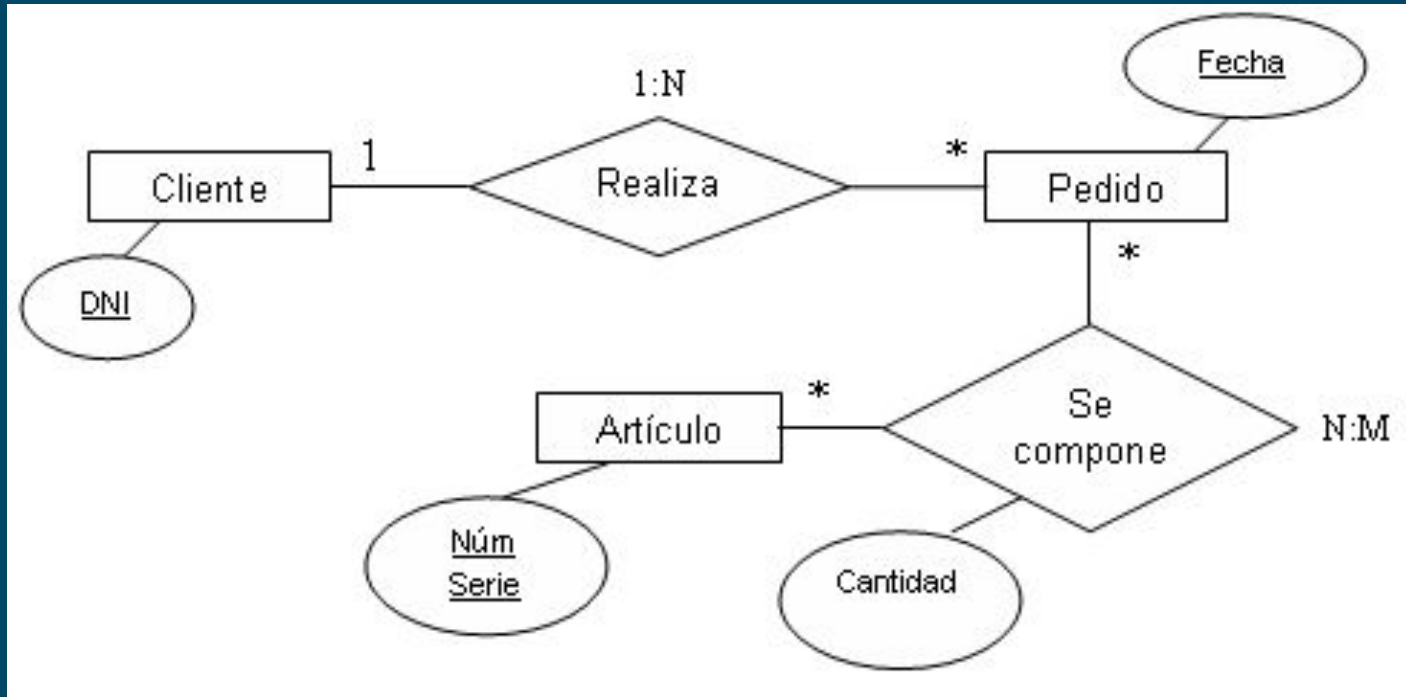 Fecha
1:N
1
*
Cliente
Realiza
Pedido
*
DNI
*
Artículo
Se
compone
N:M
Núm
Serie
Cantidad